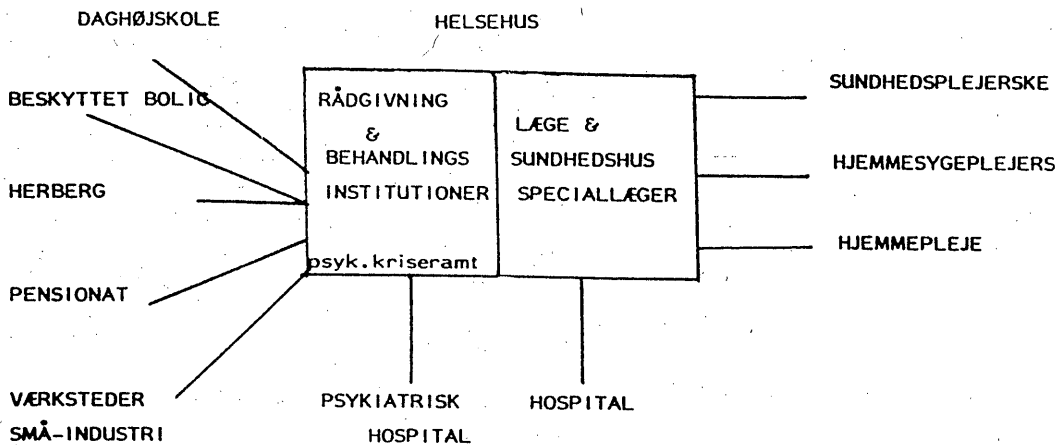 DAGHØJSKOLE
HELSEHUS
BESKYTTET BOLIG
HERBERG
PENSIONAT
VÆRKSTEDER
SMÅ-INDUSTRI
RÅDGIVNING
&
BEHANDLINGS
INSTITUTIONER
psyk.kriseramt
LÆGE &
SUNDHEDSHUS
SPECIALLÆGER
SUNDHEDSPLEJERSKE
HJEMMESYGEPLEJERS
HJEMMEPLEJE
PSYKIATRISK
HOSPITAL
HOSPITAL